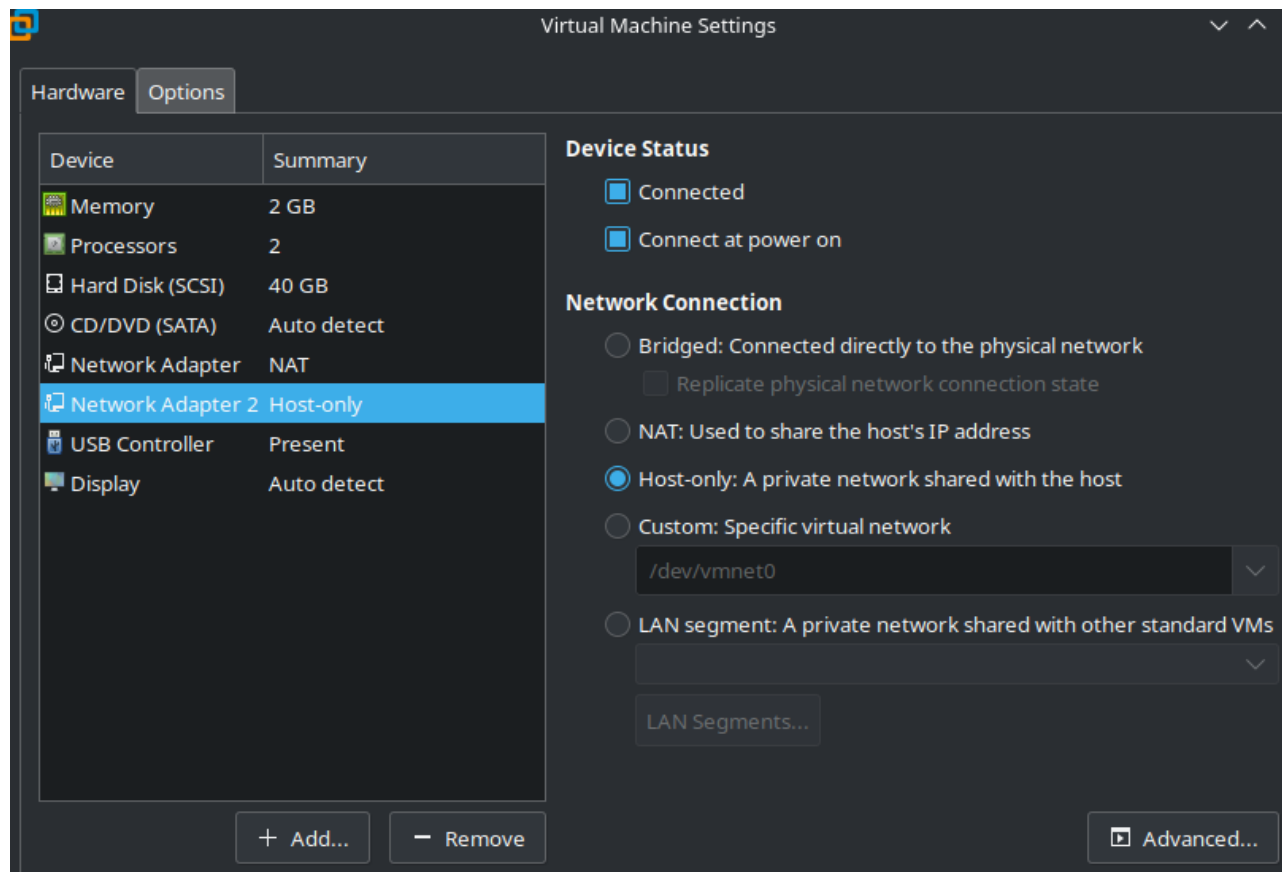 Virtual Machine Settings
Hardware
Options
Device Summary
Memory 2 GB
Processors 2
Hard Disk (SCSI) 40 GB
CD/DVD (SATA) Auto detect
Network Adapter NAT
Network Adapter 2 Host-only
USB Controller Present
Display Auto detect
+ Add...
− Remove
Device Status
Connected
Connect at power on
Network Connection
Bridged: Connected directly to the physical network
Replicate physical network connection state
NAT: Used to share the host's IP address
Host-only: A private network shared with the host
Custom: Specific virtual network
/dev/vmnet0
LAN segment: A private network shared with other standard VMs
LAN Segments...
Advanced...